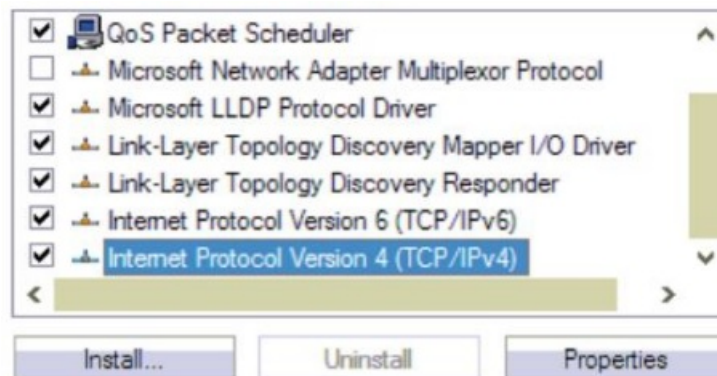 QoS Packet Scheduler
Microsoft Network Adapter Multiplexor Protocol
Microsoft LLDP Protocol Driver
Link-Layer Topology Discovery Mapper I/O Driver
Link-Layer Topology Discovery Responder
Internet Protocol Version 6 (TCP/IPv6)
Internet Protocol Version 4 (TCP/IPv4)
Install... Uninstall Properties